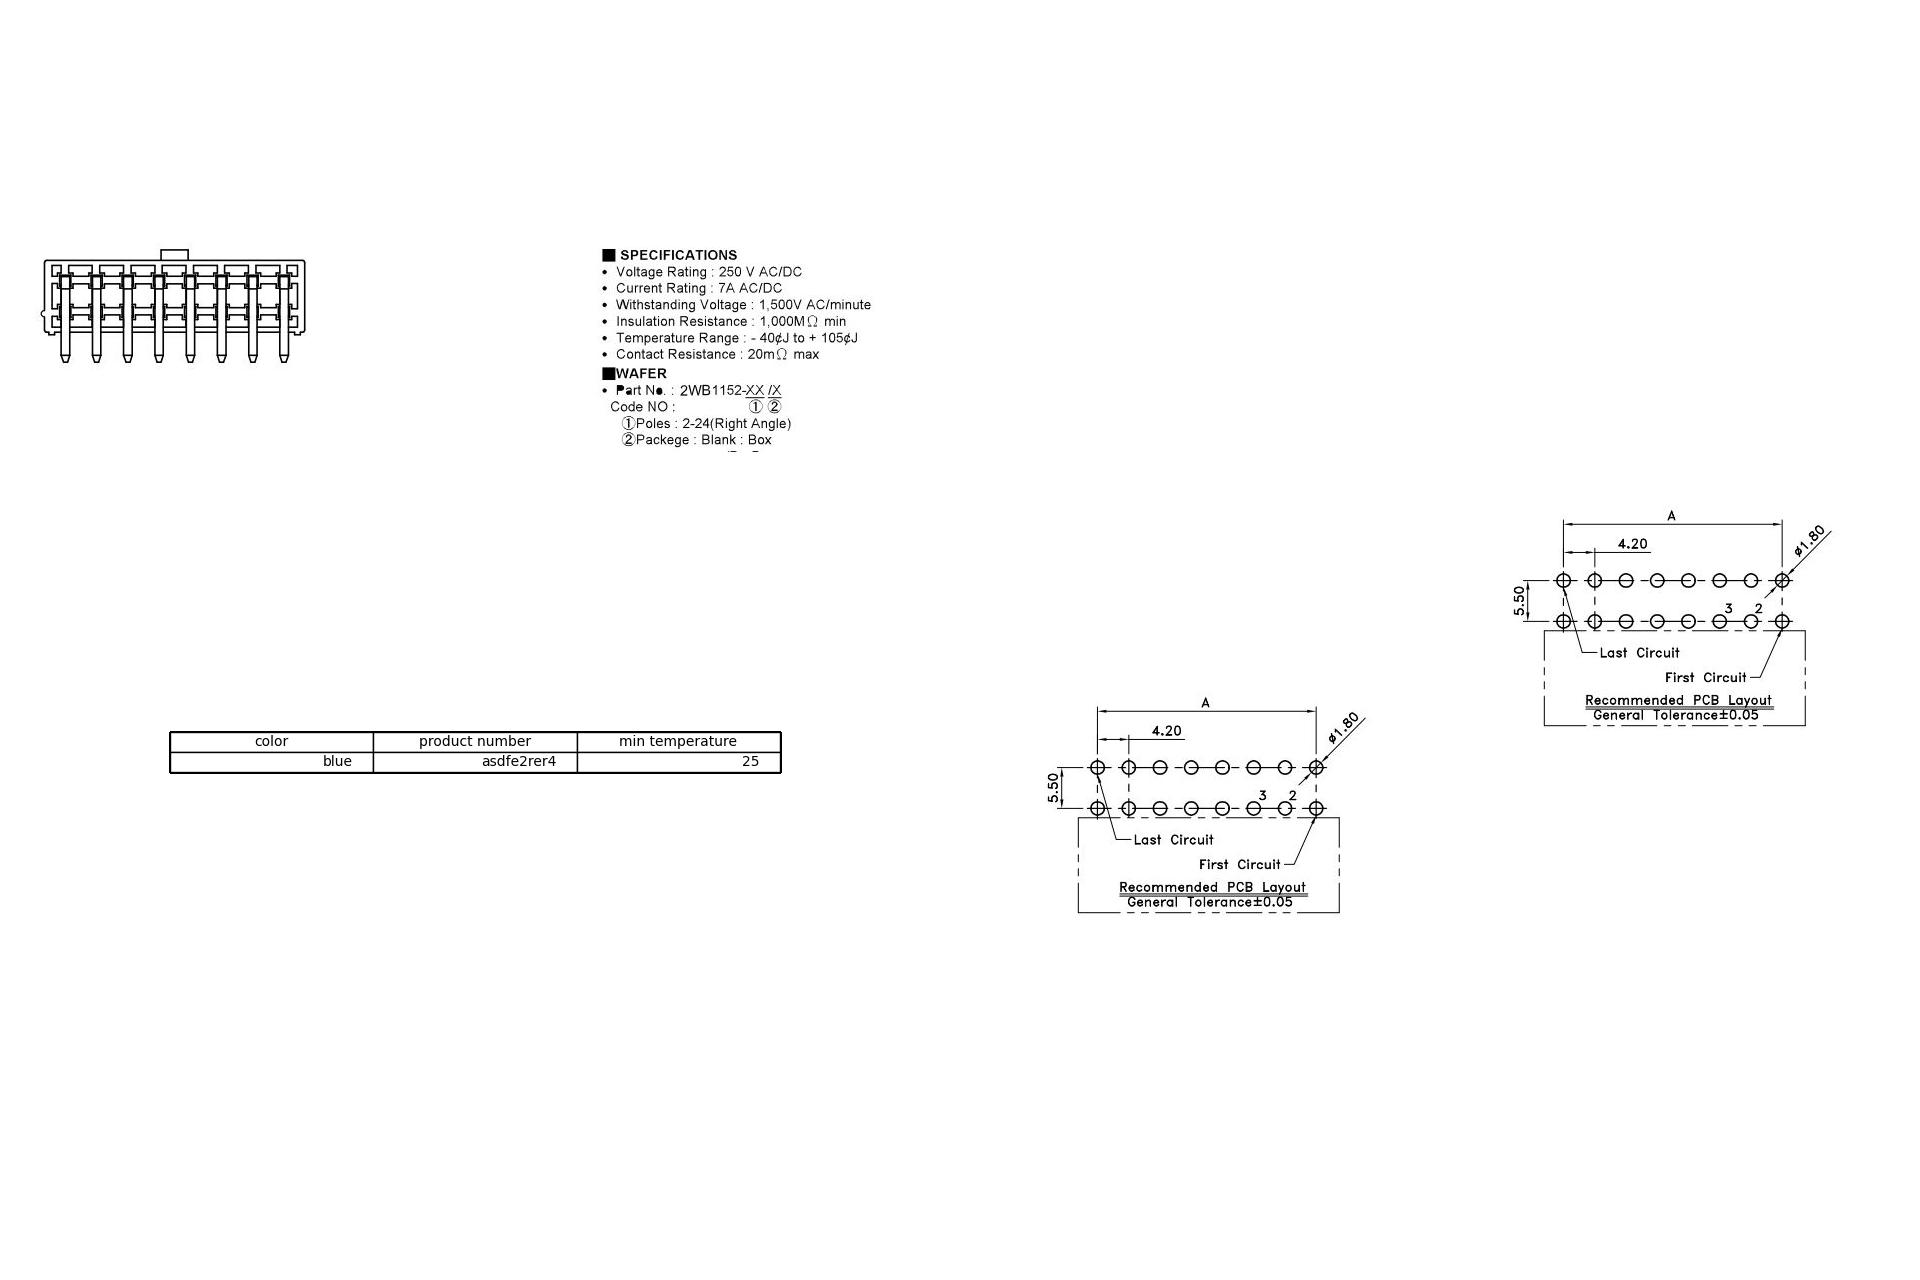 ■ SPECIFICATIONS
• Voltage Rating : 250 V AC/DC
• Current Rating : 7A AC/DC
• Withstanding Voltage : 1,500V AC/minute
• Insulation Resistance : 1,000MΩ min
• Temperature Range : - 40¢J to + 105¢J
• Contact Resistance : 20mΩ max
■WAFER
• Part No. : 2WB1152-XX /X
Code NO : ① ②
①Poles : 2-24(Right Angle)
②Packege : Blank : Box
A
4.20
ø1.80
5.50
3 2
Last Circuit
First Circuit
Recommended PCB Layout
General Tolerance±0.05
A
4.20
ø1.80
5.50
3 2
Last Circuit
First Circuit
Recommended PCB Layout
General Tolerance±0.05
color product number min temperature
blue asdfe2rer4 25